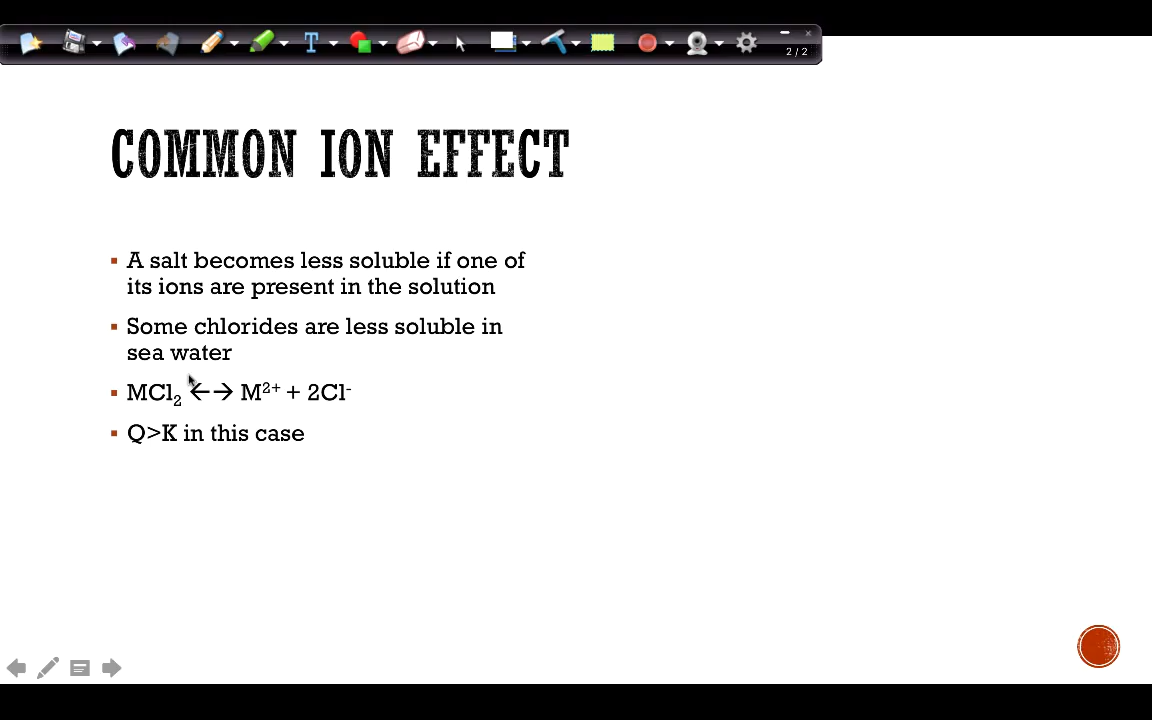 2 / 2
COMMON ION EFFECT
▪ A salt becomes less soluble if one of
its ions are present in the solution
▪ Some chlorides are less soluble in
sea water
▪ MCl₂ ←→ M²⁺ + 2Cl⁻
▪ Q>K in this case